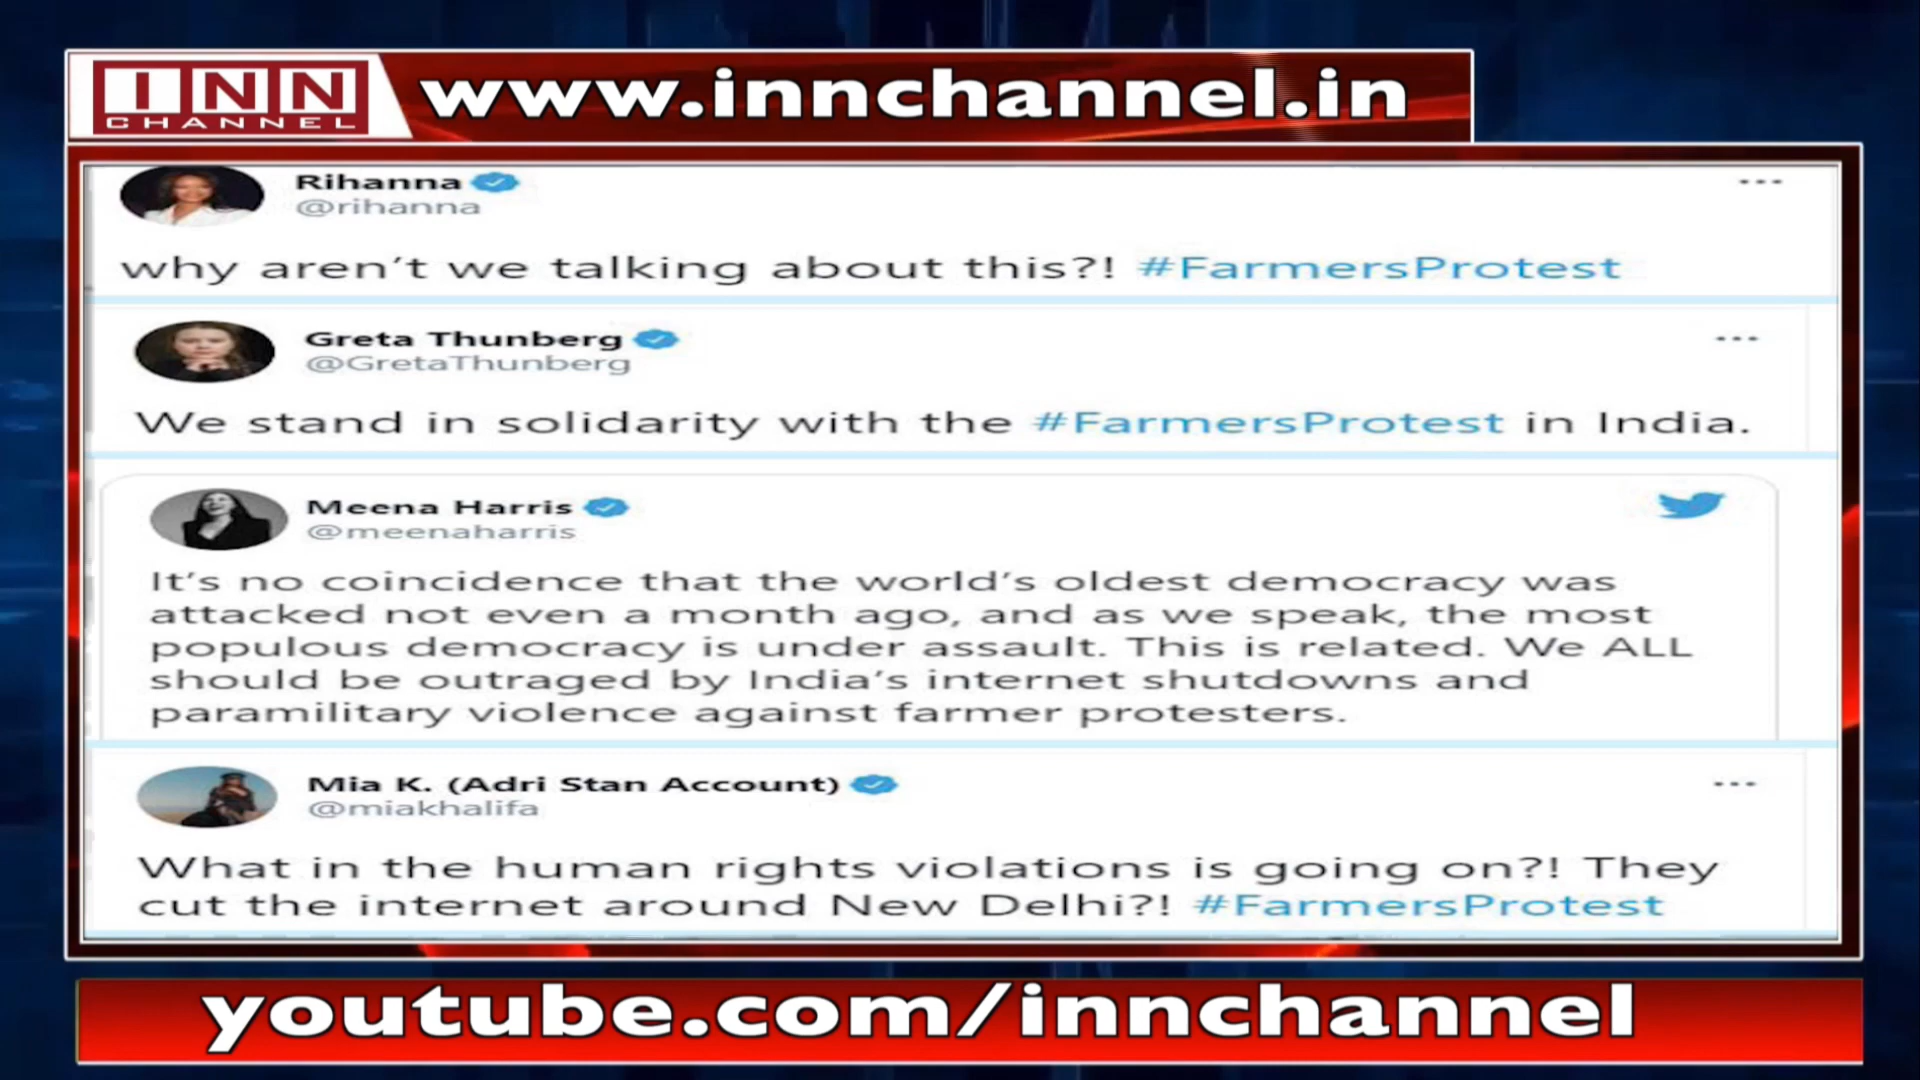 INN
CHANNEL
www.innchannel.in
Rihanna
@rihanna
why aren't we talking about this?! #FarmersProtest
Greta Thunberg
@GretaThunberg
We stand in solidarity with the #FarmersProtest in India.
Meena Harris
@meenaharris
It's no coincidence that the world's oldest democracy was
attacked not even a month ago, and as we speak, the most
populous democracy is under assault. This is related. We ALL
should be outraged by India's internet shutdowns and
paramilitary violence against farmer protesters.
Mia K. (Adri Stan Account)
@miakhalifa
What in the human rights violations is going on?! They
cut the internet around New Delhi?! #FarmersProtest
youtube.com/innchannel